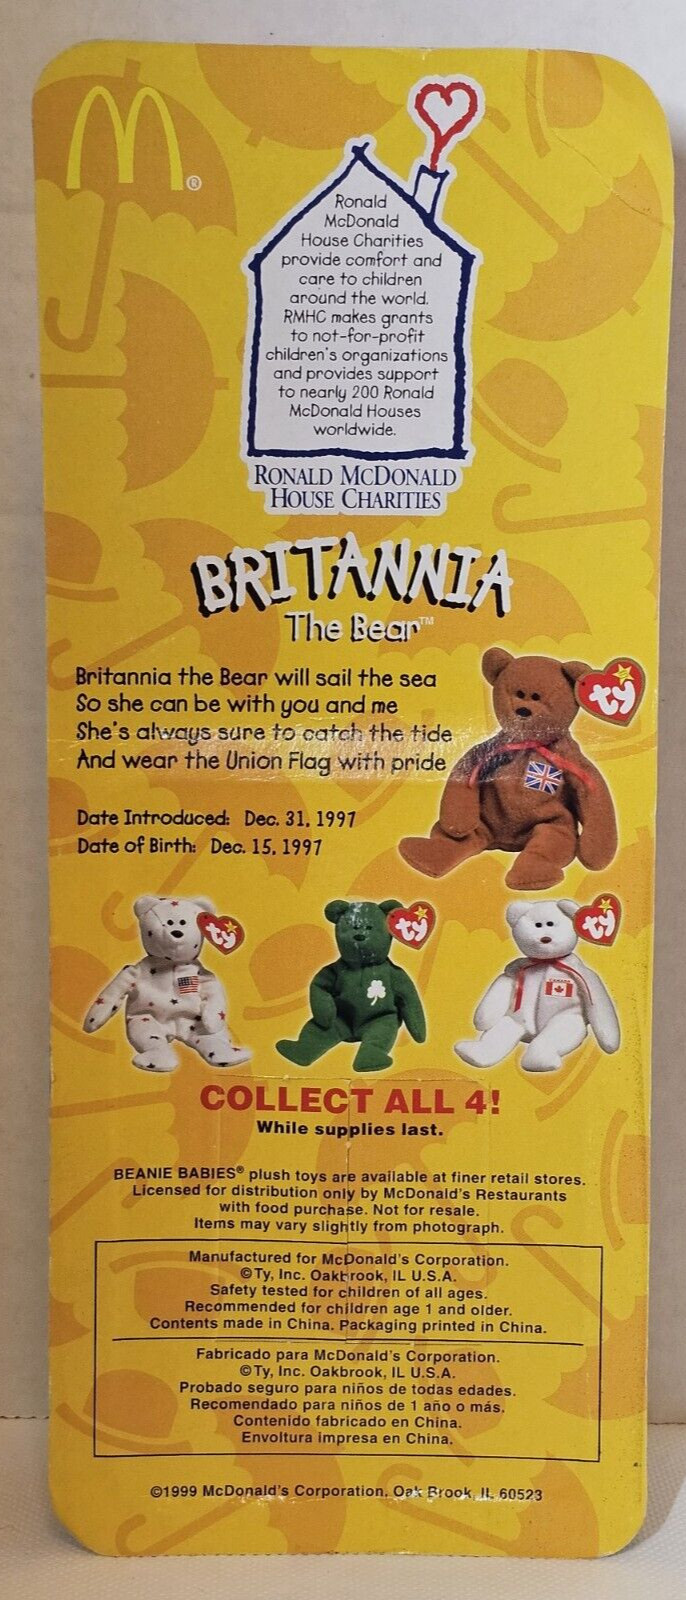 M®
Ronald
McDonald
House Charities
provide comfort and
care to children
around the world.
RMHC makes grants
to not-for-profit
children's organizations
and provides support
to nearly 200 Ronald
McDonald Houses
worldwide.
RONALD MCDONALD
HOUSE CHARITIES
BRITANNIA
The Bear™
Britannia the Bear will sail the sea
So she can be with you and me
She's always sure to catch the tide
And wear the Union Flag with pride
ty
Date Introduced: Dec. 31, 1997
Date of Birth: Dec. 15, 1997
ty
ty
ty
CANADA
COLLECT ALL 4!
While supplies last.
BEANIE BABIES® plush toys are available at finer retail stores.
Licensed for distribution only by McDonald's Restaurants
with food purchase. Not for resale.
Items may vary slightly from photograph.
Manufactured for McDonald's Corporation.
©Ty, Inc. Oakbrook, IL U.S.A.
Safety tested for children of all ages.
Recommended for children age 1 and older.
Contents made in China. Packaging printed in China.
Fabricado para McDonald's Corporation.
©Ty, Inc. Oakbrook, IL U.S.A.
Probado seguro para niños de todas edades.
Recomendado para niños de 1 año o más.
Contenido fabricado en China.
Envoltura impresa en China.
©1999 McDonald's Corporation. Oak Brook, IL 60523